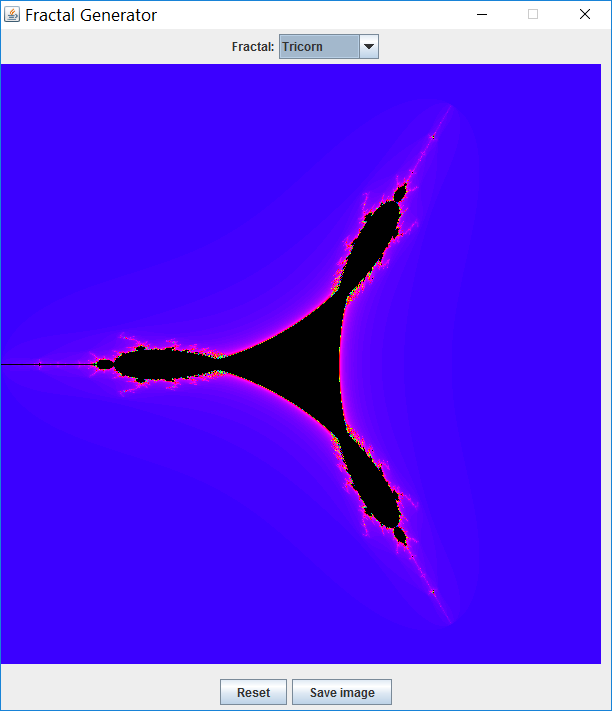 Fractal Generator
Fractal: Tricorn
Reset Save image